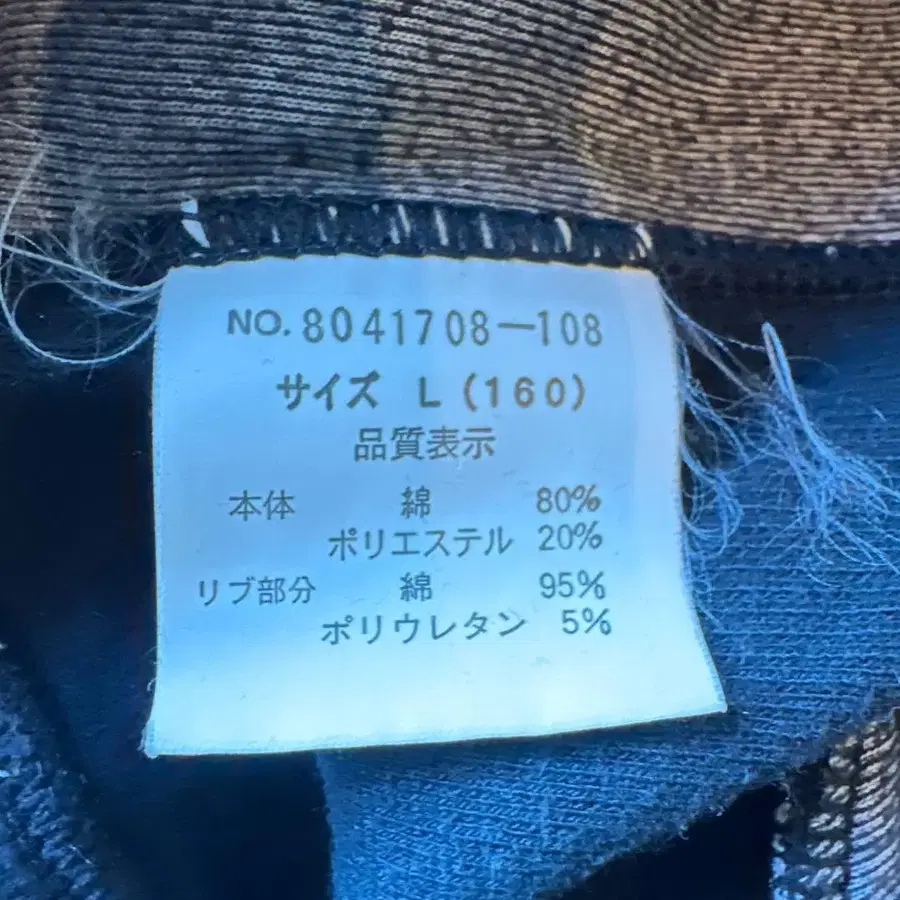 NO. 8041708-108
サイズ L (160)
品質表示
本体 綿 80%
ポリエステル 20%
リブ部分 綿 95%
ポリウレタン 5%